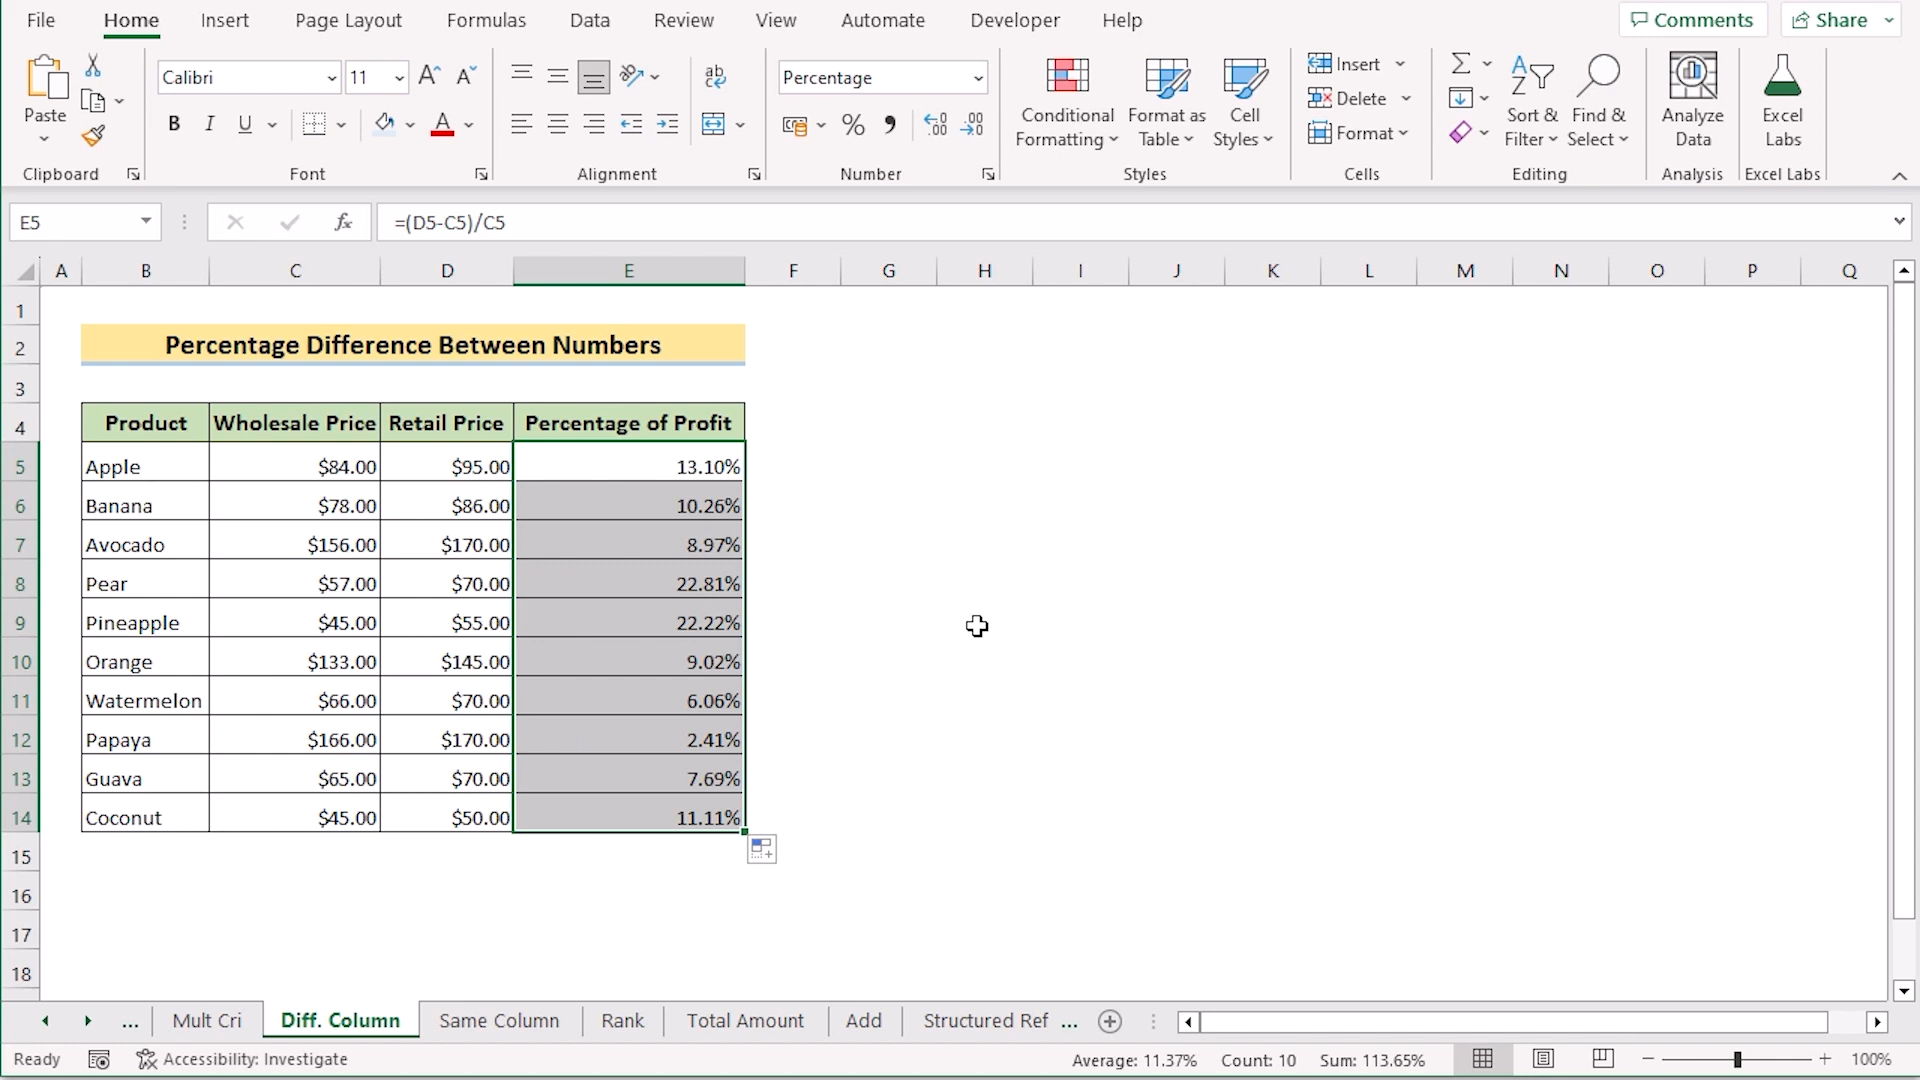 File Home Insert Page Layout Formulas Data Review View Automate Developer Help Comments Share
Calibri 11 Percentage Insert
Paste Conditional Format as Cell Delete Sort & Find & Analyze Excel
B I U % Formatting Table Styles Format Filter Select Data Labs
Clipboard Font Alignment Number Styles Cells Editing Analysis Excel Labs
E5 fx =(D5-C5)/C5
A B C D E F G H I J K L M N O P Q
1
2 Percentage Difference Between Numbers
3
4 Product Wholesale Price Retail Price Percentage of Profit
5 Apple $84.00 $95.00 13.10%
6 Banana $78.00 $86.00 10.26%
7 Avocado $156.00 $170.00 8.97%
8 Pear $57.00 $70.00 22.81%
9 Pineapple $45.00 $55.00 22.22%
10 Orange $133.00 $145.00 9.02%
11 Watermelon $66.00 $70.00 6.06%
12 Papaya $166.00 $170.00 2.41%
13 Guava $65.00 $70.00 7.69%
14 Coconut $45.00 $50.00 11.11%
15
16
17
18
... Mult Cri Diff. Column Same Column Rank Total Amount Add Structured Ref ...
Ready Accessibility: Investigate Average: 11.37% Count: 10 Sum: 113.65% 100%